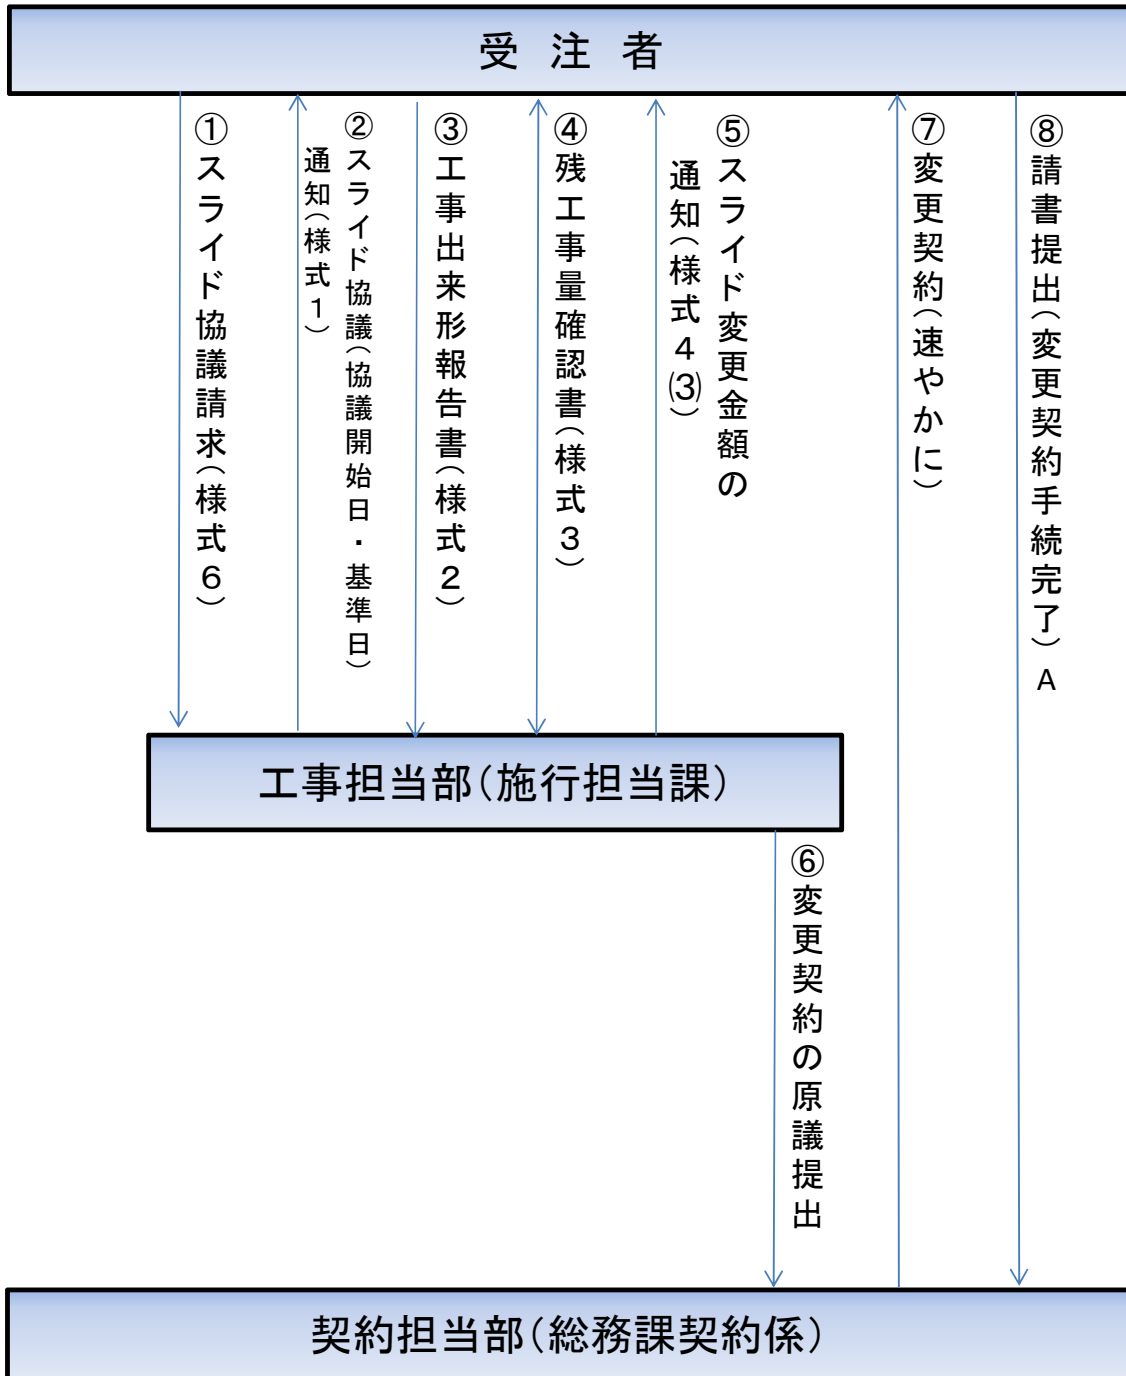 受 注 者
①スライド協議請求（様式６）
②スライド協議（協議開始日・基準日）
通知（様式１）
③工事出来形報告書（様式２）
④残工事量確認書（様式３）
⑤スライド変更金額の
通知（様式４⑶）
⑦変更契約（速やかに）
⑧請書提出（変更契約手続完了）A
工事担当部（施行担当課）
⑥変更契約の原議提出
契約担当部（総務課契約係）